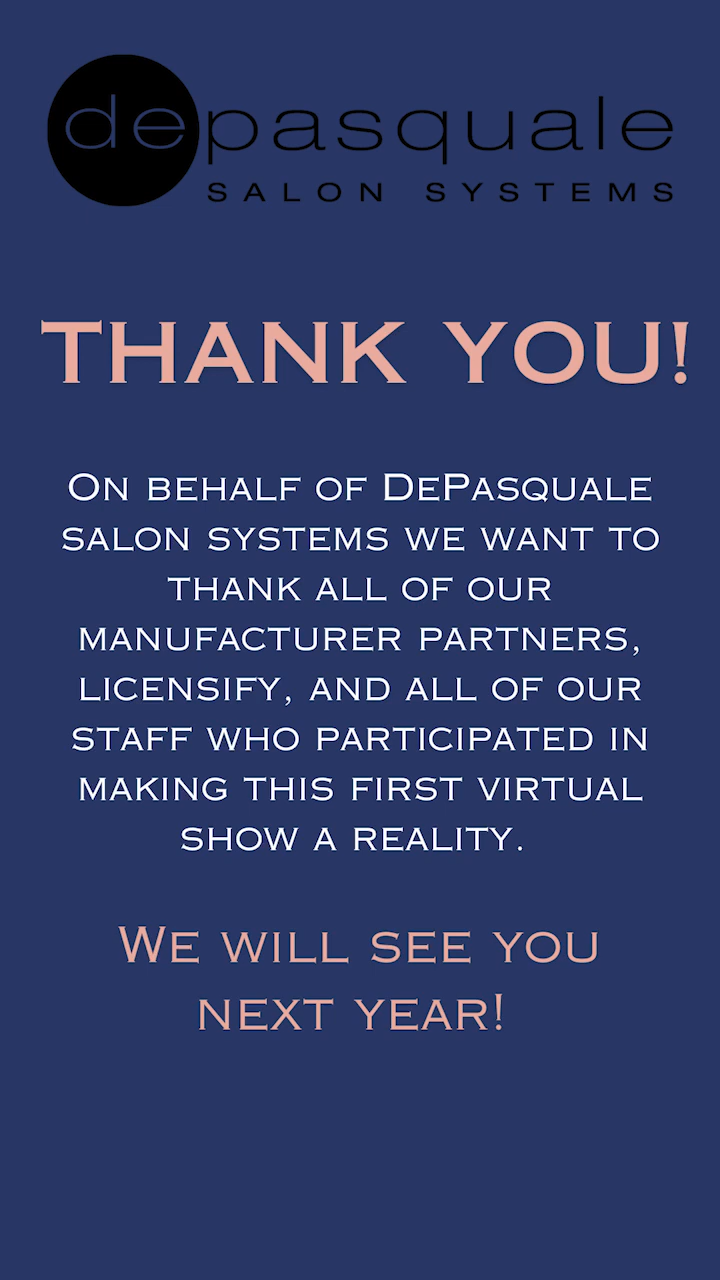 depasquale
SALON SYSTEMS
THANK YOU!
ON BEHALF OF DEPASQUALE
SALON SYSTEMS WE WANT TO
THANK ALL OF OUR
MANUFACTURER PARTNERS,
LICENSIFY, AND ALL OF OUR
STAFF WHO PARTICIPATED IN
MAKING THIS FIRST VIRTUAL
SHOW A REALITY.
WE WILL SEE YOU
NEXT YEAR!